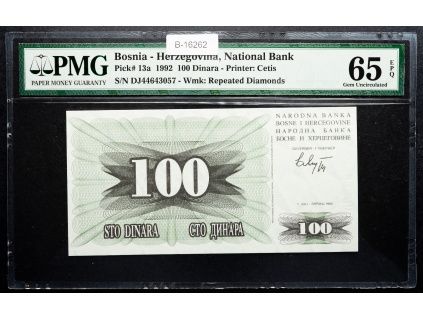 B-16262
PMG
PAPER MONEY GUARANTY
Bosnia - Herzegovina, National Bank
Pick# 13a 1992 100 Dinara - Printer: Cetis
S/N DJ44643057 - Wmk: Repeated Diamonds
65 EPQ
Gem Uncirculated
NARODNA BANKA
BOSNE I HERCEGOVINE
НАРОДНА БАНКА
БОСНЕ И ХЕРЦЕГОВИНЕ
100
STO DINARA
СТО ДИНАРА
100